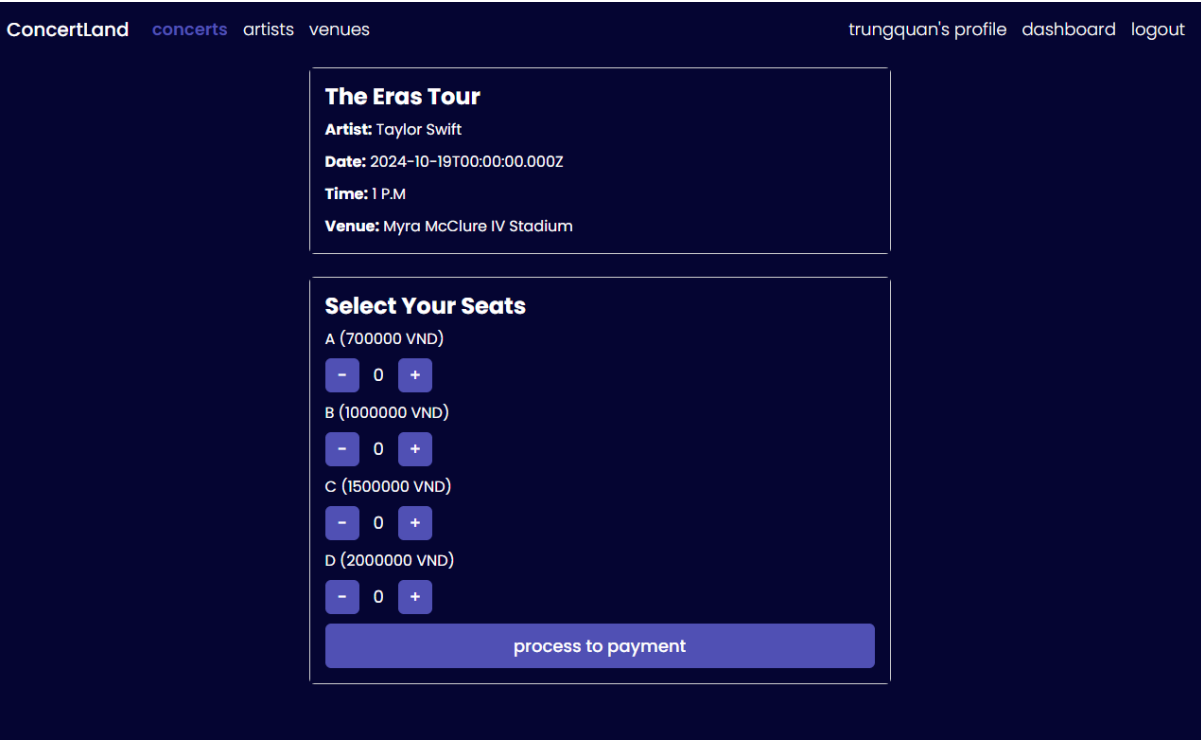 ConcertLand concerts artists venues trungquan's profile dashboard logout
The Eras Tour
Artist: Taylor Swift
Date: 2024-10-19T00:00:00.000Z
Time: 1 P.M
Venue: Myra McClure IV Stadium
Select Your Seats
A (700000 VND)
- 0 +
B (1000000 VND)
- 0 +
C (1500000 VND)
- 0 +
D (2000000 VND)
- 0 +
process to payment